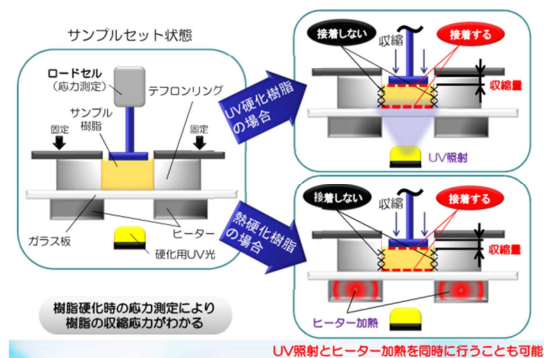 サンプルセット状態
ロードセル
(応力測定)
テフロンリング
サンプル
樹脂
固定
固定
ガラス板
ヒーター
硬化用UV光
樹脂硬化時の応力測定により
樹脂の収縮応力がわかる
UV硬化樹脂
の場合
接着しない
収縮
接着する
収縮量
UV照射
熱硬化樹脂
の場合
接着しない
収縮
接着する
収縮量
ヒーター加熱
UV照射とヒーター加熱を同時に行うことも可能